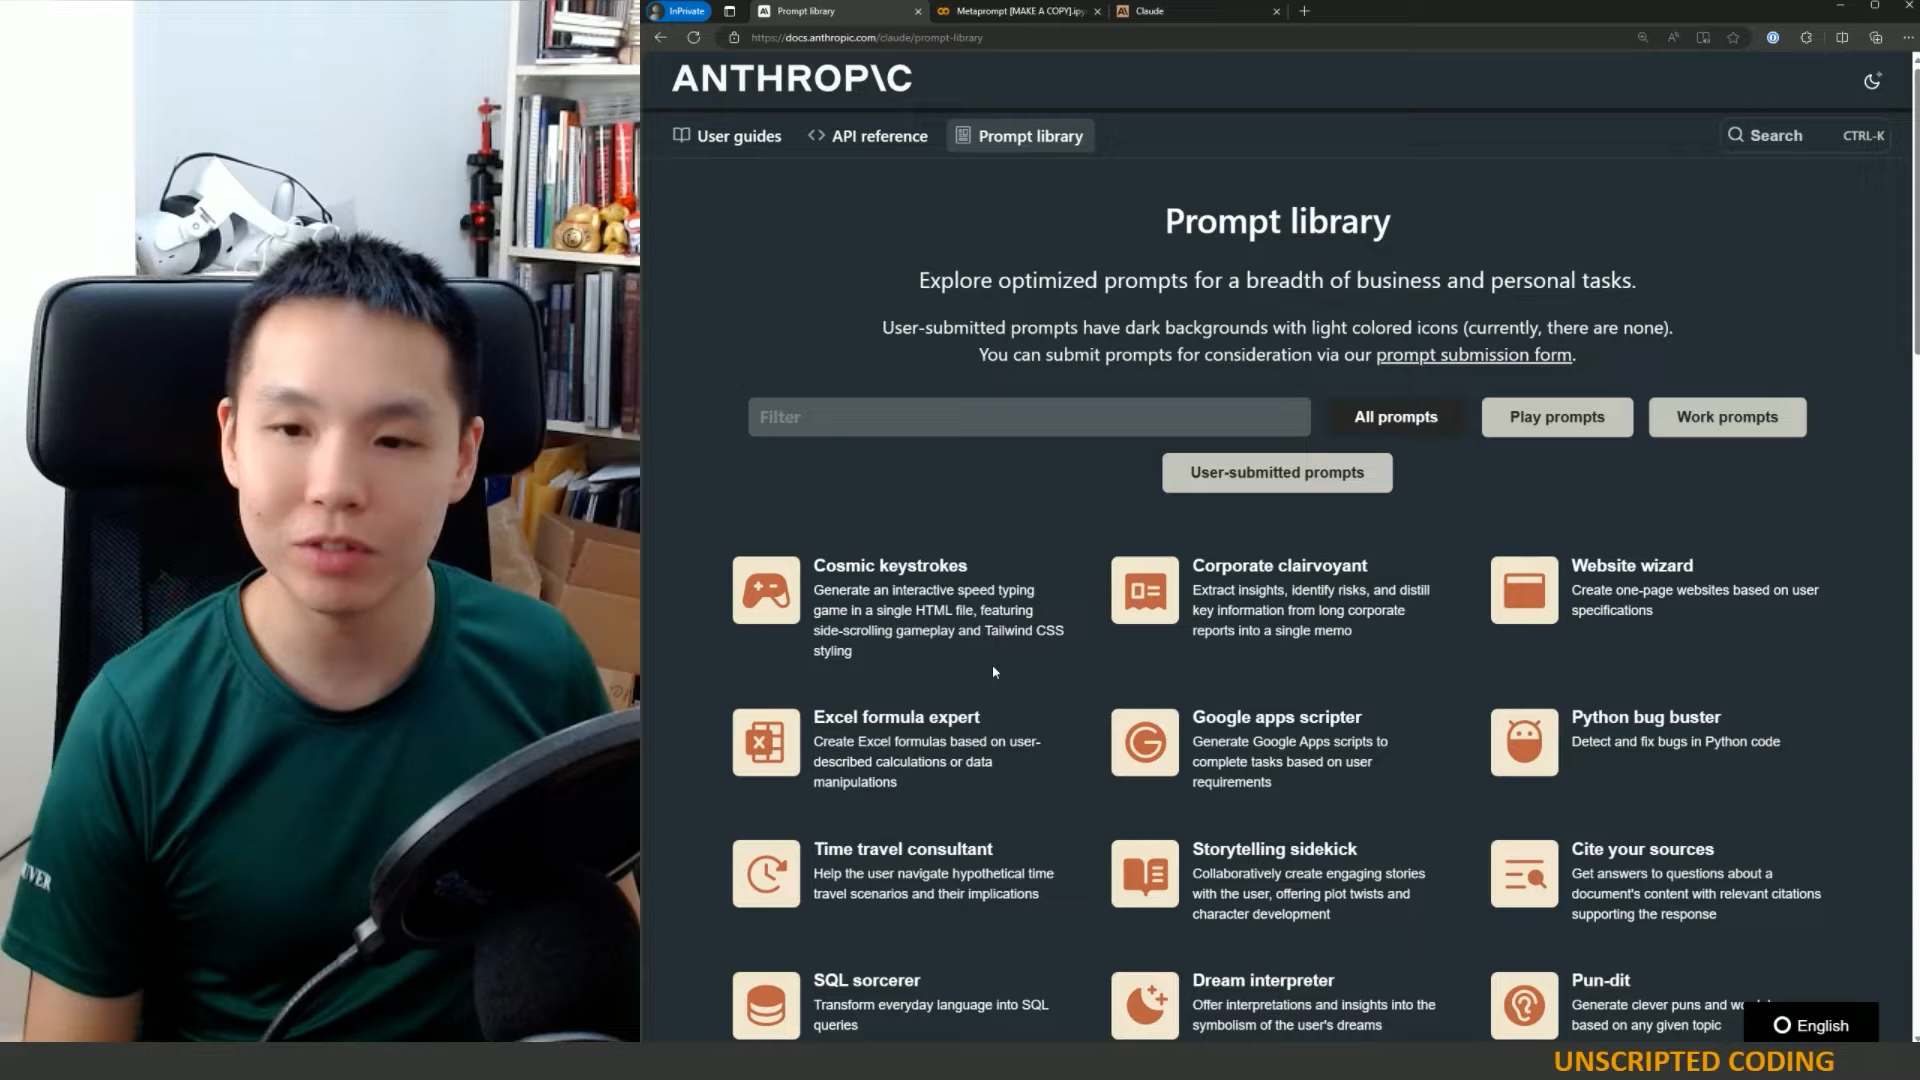 InPrivate
Prompt library
Metaprompt [MAKE A COPY].ipy
Claude
https://docs.anthropic.com/claude/prompt-library
ANTHROP\C
User guides
API reference
Prompt library
Search
CTRL-K
Prompt library
Explore optimized prompts for a breadth of business and personal tasks.
User-submitted prompts have dark backgrounds with light colored icons (currently, there are none).
You can submit prompts for consideration via our prompt submission form.
Filter
All prompts
Play prompts
Work prompts
User-submitted prompts
Cosmic keystrokes
Generate an interactive speed typing
game in a single HTML file, featuring
side-scrolling gameplay and Tailwind CSS
styling
Corporate clairvoyant
Extract insights, identify risks, and distill
key information from long corporate
reports into a single memo
Website wizard
Create one-page websites based on user
specifications
Excel formula expert
Create Excel formulas based on user-
described calculations or data
manipulations
Google apps scripter
Generate Google Apps scripts to
complete tasks based on user
requirements
Python bug buster
Detect and fix bugs in Python code
Time travel consultant
Help the user navigate hypothetical time
travel scenarios and their implications
Storytelling sidekick
Collaboratively create engaging stories
with the user, offering plot twists and
character development
Cite your sources
Get answers to questions about a
document's content with relevant citations
supporting the response
SQL sorcerer
Transform everyday language into SQL
queries
Dream interpreter
Offer interpretations and insights into the
symbolism of the user's dreams
Pun-dit
Generate clever puns and
based on any given topic
English
UVER
UNSCRIPTED CODING